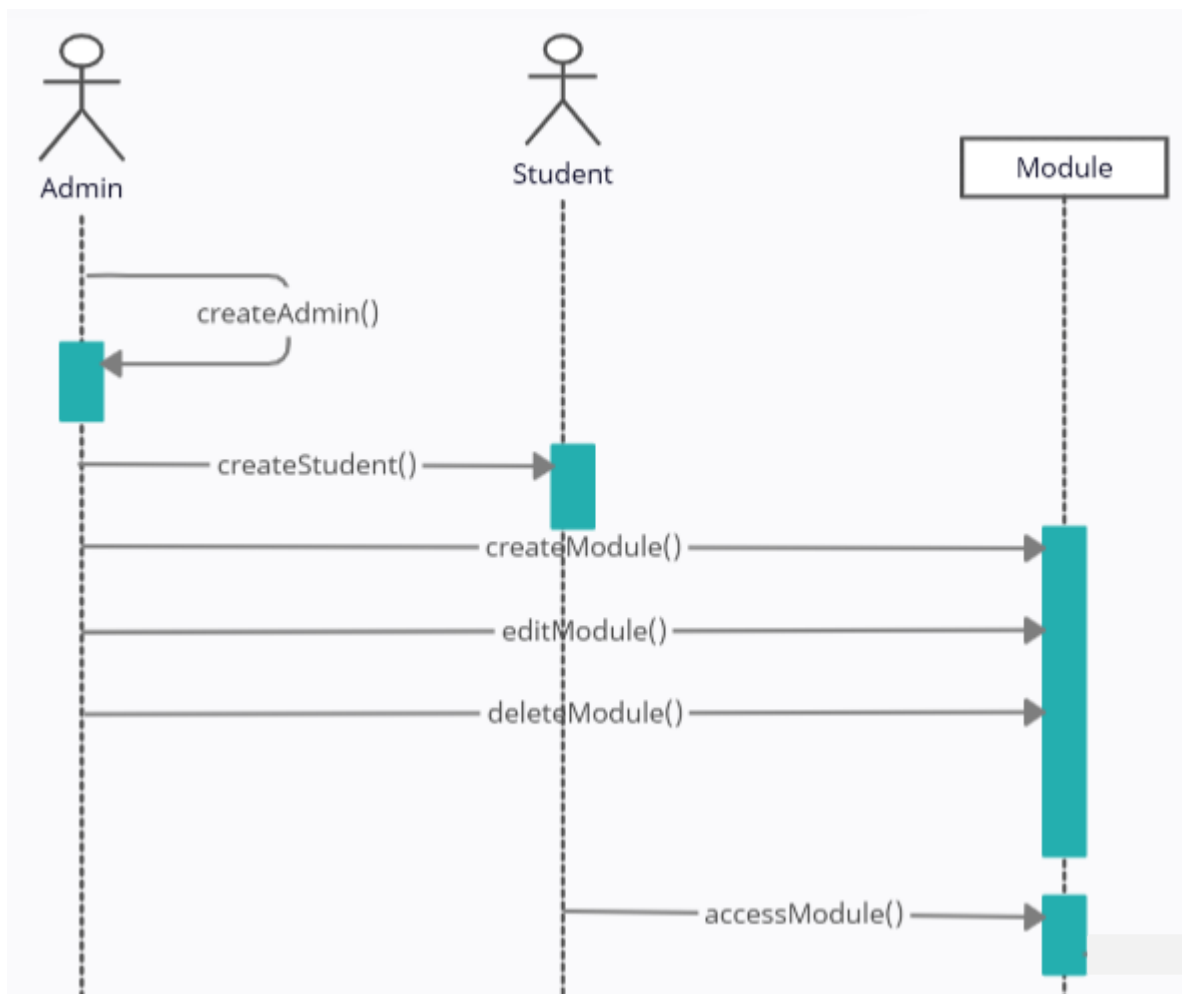 Admin
Student
Module
createAdmin()
createStudent()
createModule()
editModule()
deleteModule()
accessModule()